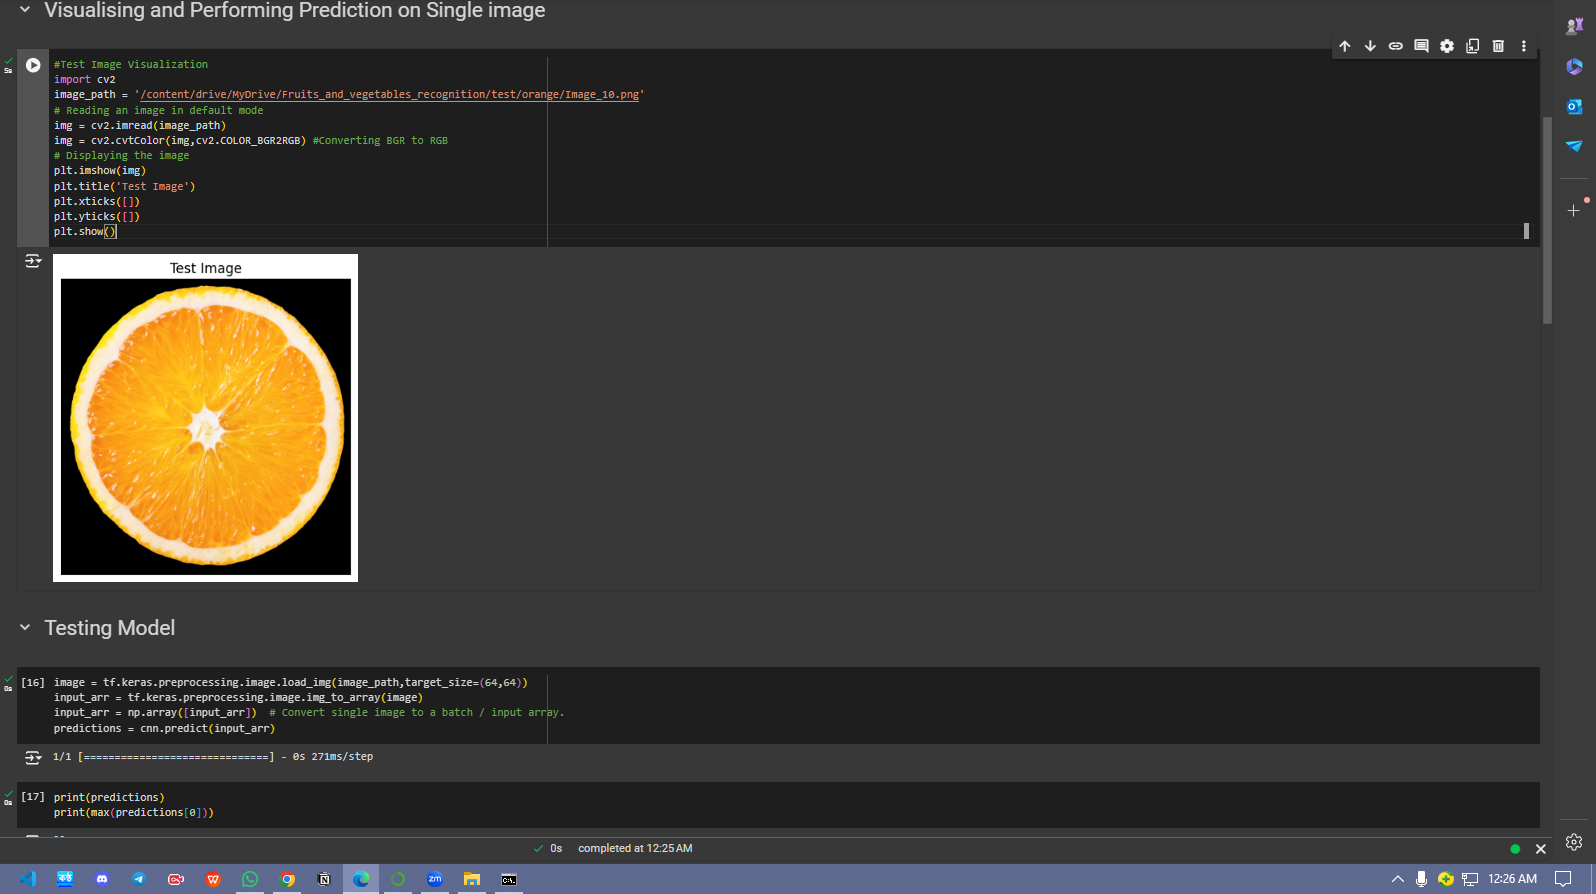 Visualising and Performing Prediction on Single image
5s
#Test Image Visualization
import cv2
image_path = '/content/drive/MyDrive/Fruits_and_vegetables_recognition/test/orange/Image_10.png'
# Reading an image in default mode
img = cv2.imread(image_path)
img = cv2.cvtColor(img,cv2.COLOR_BGR2RGB) #Converting BGR to RGB
# Displaying the image
plt.imshow(img)
plt.title('Test Image')
plt.xticks([])
plt.yticks([])
plt.show()
Test Image
Testing Model
0s
[16] image = tf.keras.preprocessing.image.load_img(image_path,target_size=(64,64))
input_arr = tf.keras.preprocessing.image.img_to_array(image)
input_arr = np.array([input_arr])  # Convert single image to a batch / input array.
predictions = cnn.predict(input_arr)
1/1 [==============================] - 0s 271ms/step
0s
[17] print(predictions)
print(max(predictions[0]))
0s completed at 12:25 AM
zm
12:26 AM